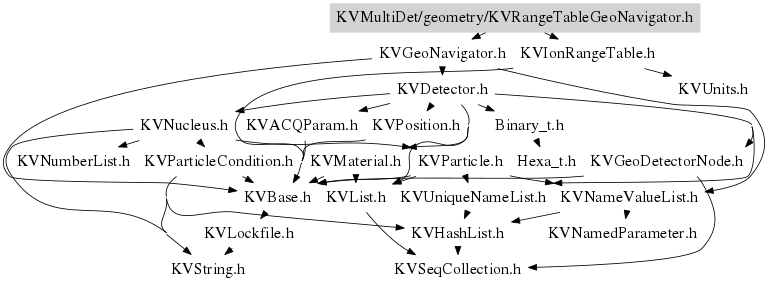 KVMultiDet/geometry/KVRangeTableGeoNavigator.h
KVGeoNavigator.h KVIonRangeTable.h
KVDetector.h KVUnits.h
KVNucleus.h KVACQParam.h KVPosition.h Binary_t.h
KVNumberList.h KVParticleCondition.h KVMaterial.h KVParticle.h Hexa_t.h KVGeoDetectorNode.h
KVBase.h KVList.h KVUniqueNameList.h KVNameValueList.h
KVLockfile.h KVHashList.h KVNamedParameter.h
KVString.h KVSeqCollection.h